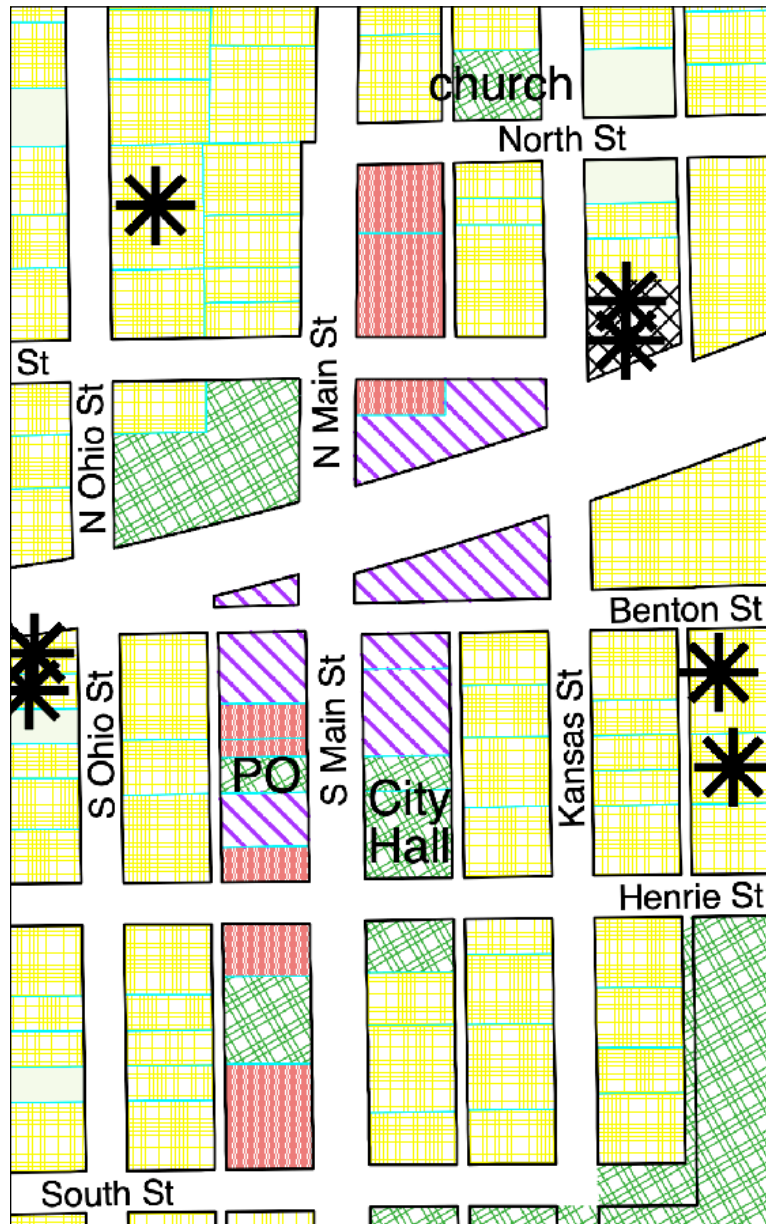 church
North St
St
N Main St
N Ohio St
Benton St
S Ohio St
S Main St
Kansas St
PO
City
Hall
Henrie St
South St